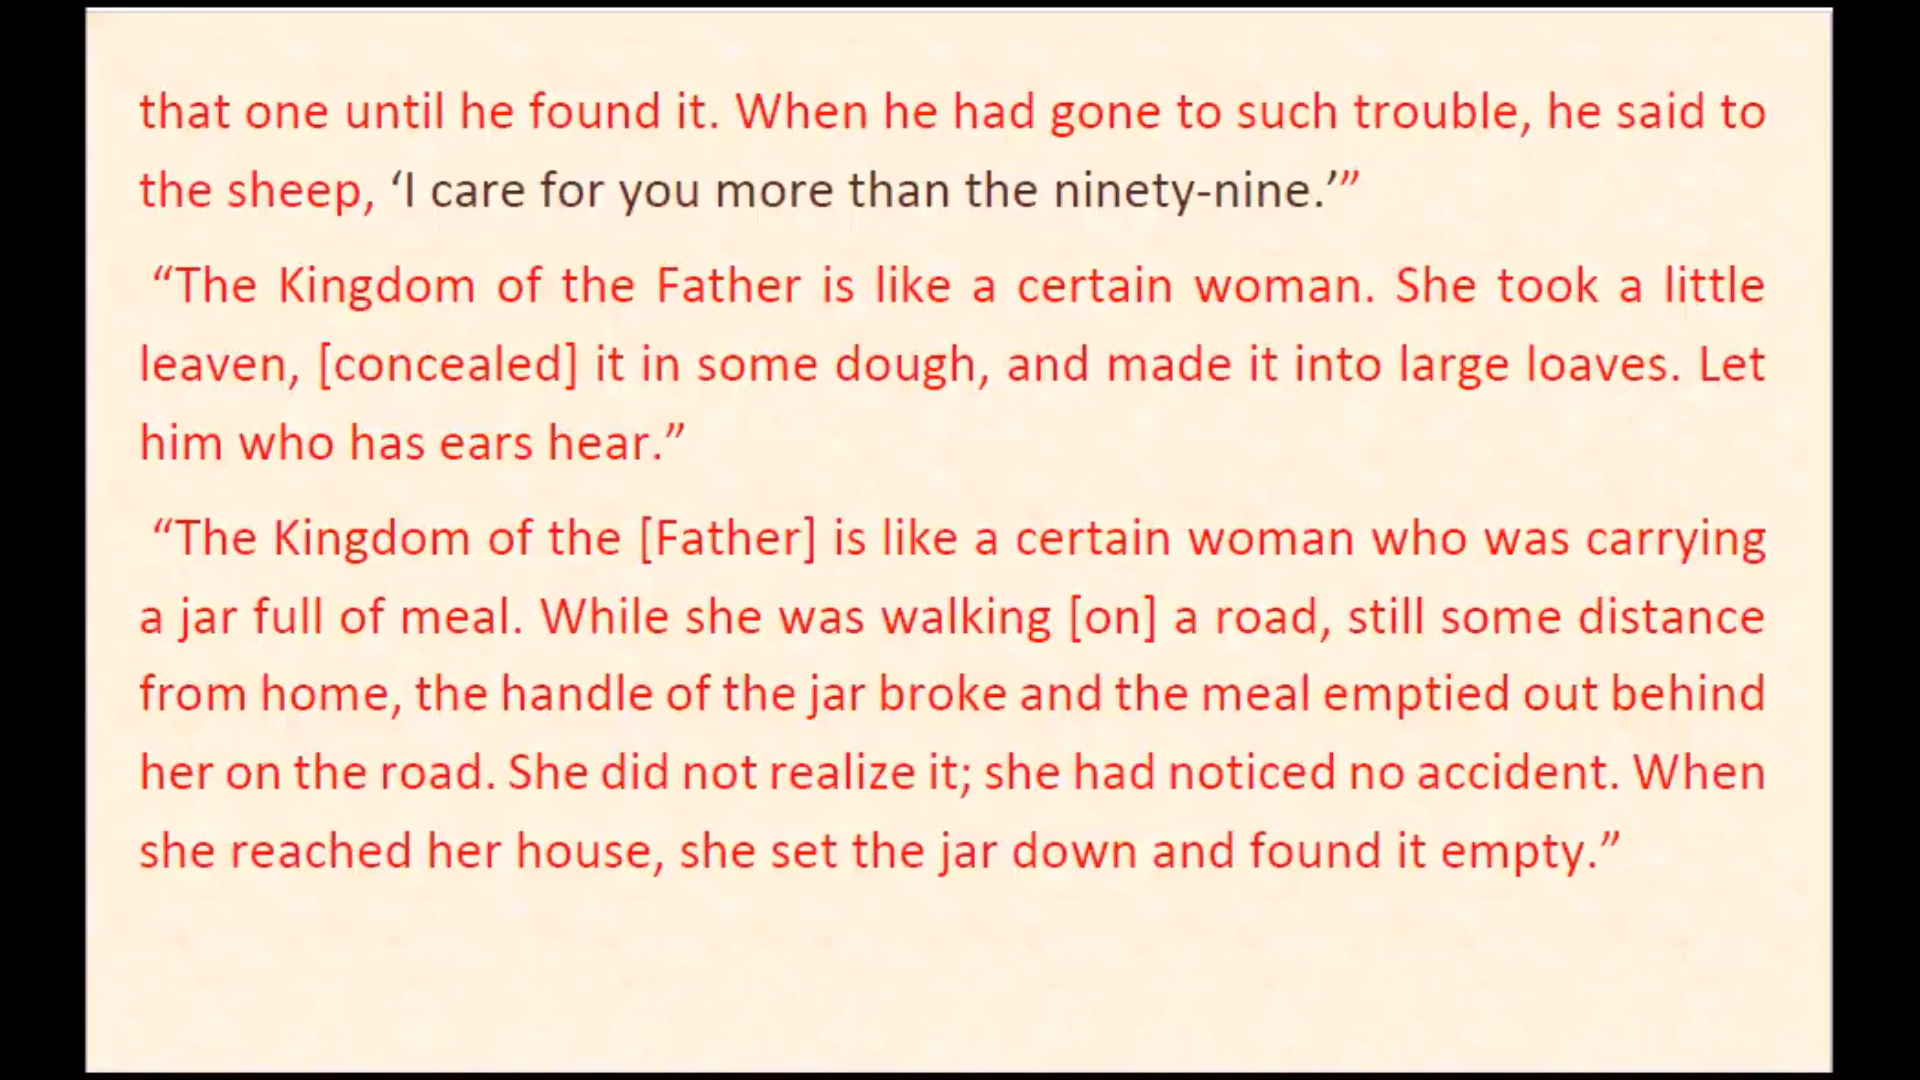 that one until he found it. When he had gone to such trouble, he said to
the sheep, ‘I care for you more than the ninety-nine.’”
“The Kingdom of the Father is like a certain woman. She took a little
leaven, [concealed] it in some dough, and made it into large loaves. Let
him who has ears hear.”
“The Kingdom of the [Father] is like a certain woman who was carrying
a jar full of meal. While she was walking [on] a road, still some distance
from home, the handle of the jar broke and the meal emptied out behind
her on the road. She did not realize it; she had noticed no accident. When
she reached her house, she set the jar down and found it empty.”